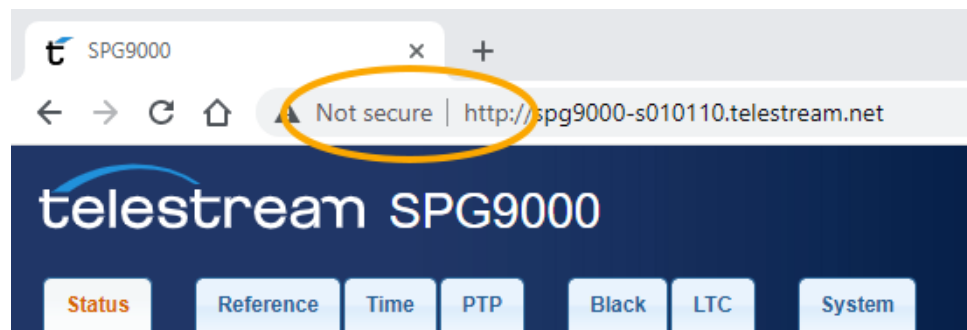 SPG9000
Not secure | http://spg9000-s010110.telestream.net
telestream SPG9000
Status Reference Time PTP Black LTC System